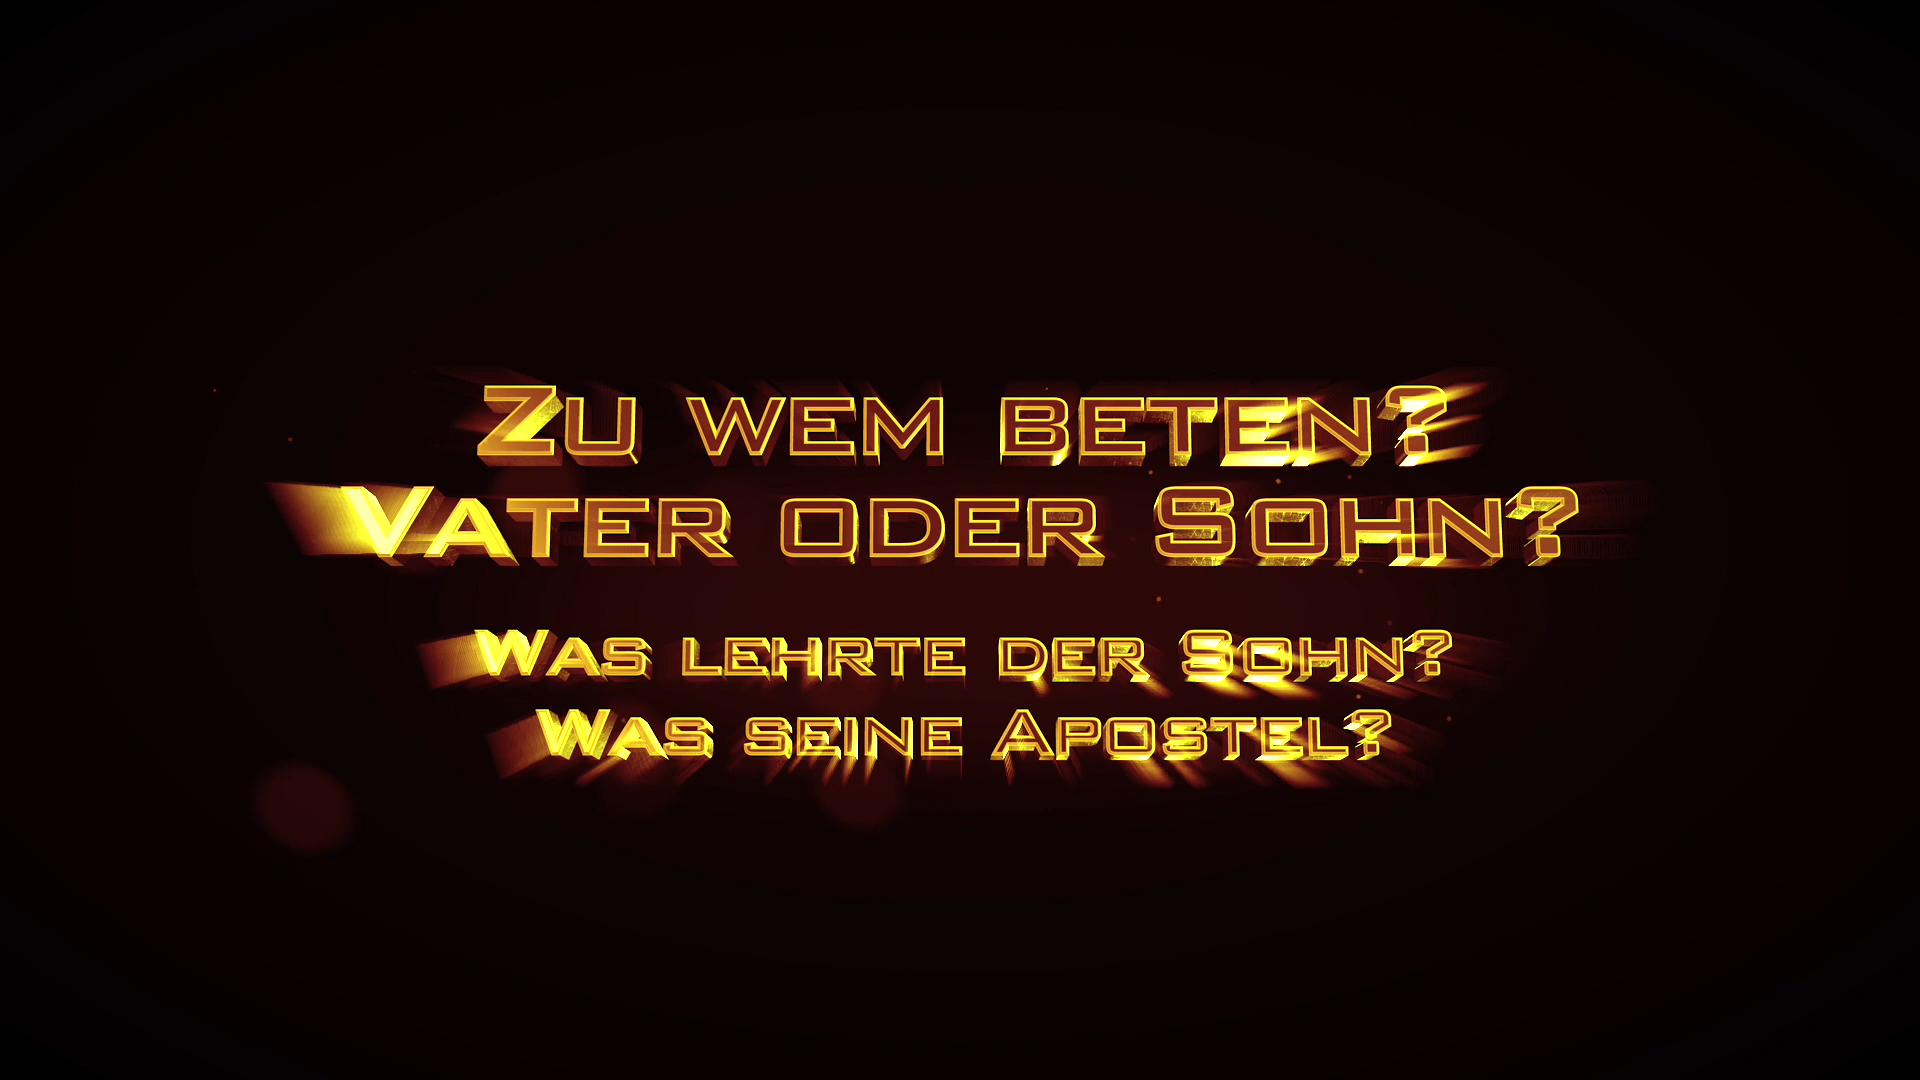 Zu wem beten?
Vater oder Sohn?
Was lehrte der Sohn?
Was seine Apostel?